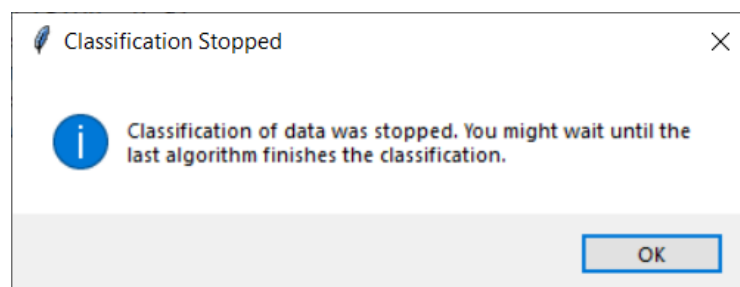 Classification Stopped
Classification of data was stopped. You might wait until the
last algorithm finishes the classification.
OK